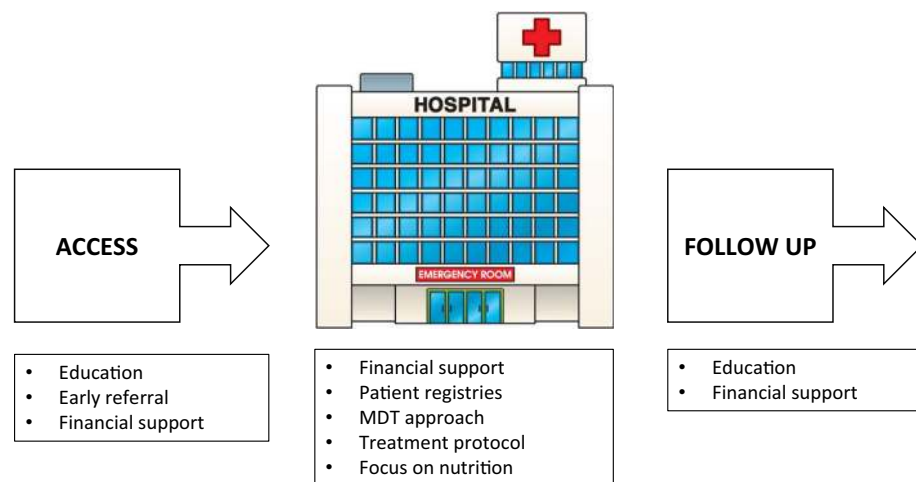 HOSPITAL
EMERGENCY ROOM
ACCESS
FOLLOW UP
• Education
• Early referral
• Financial support
• Financial support
• Patient registries
• MDT approach
• Treatment protocol
• Focus on nutrition
• Education
• Financial support